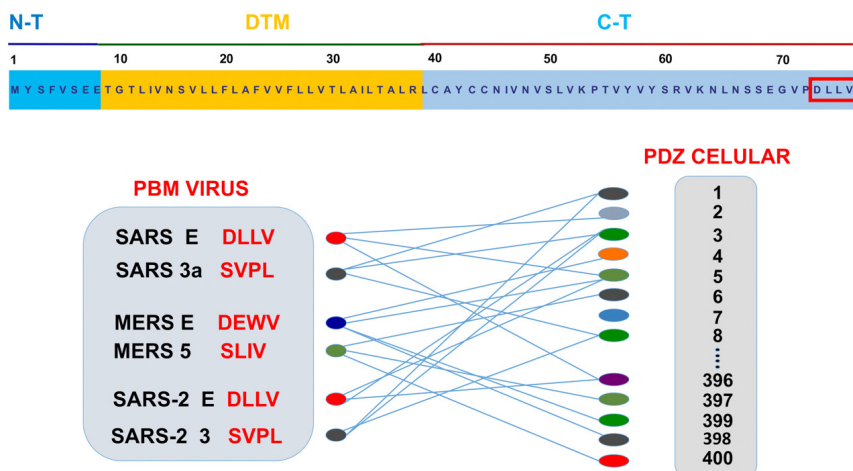 N-T DTM C-T
1 10 20 30 40 50 60 70
M Y S F V S E E T G T L I V N S V L L F L A F V V F L L V T L A I L T A L R L C A Y C C N I V N V S L V K P T V Y V Y S R V K N L N S S E G V P D L L V
PDZ CELULAR
PBM VIRUS
1
2
SARS E DLLV
3
4
SARS 3a SVPL
5
6
MERS E DEWV
7
8
MERS 5 SLIV
396
SARS-2 E DLLV
397
399
SARS-2 3 SVPL
398
400